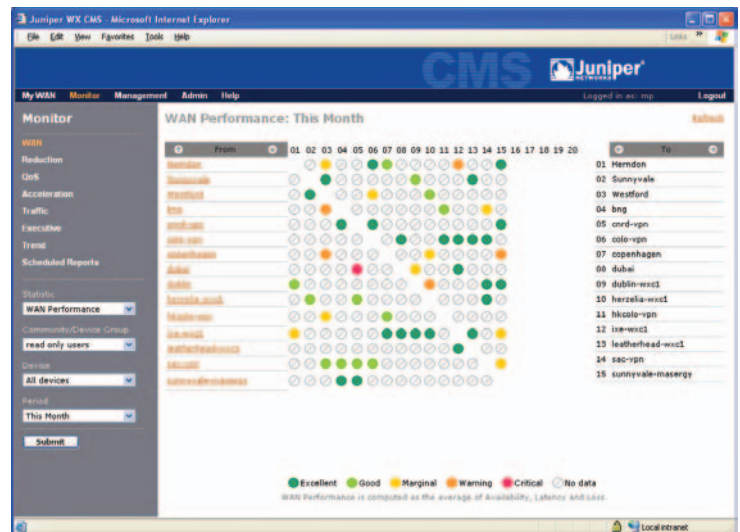 Juniper WX CMS - Microsoft Internet Explorer
File Edit View Favorites Tools Help
Links
CMS
Juniper
NETWORKS
My WAN Monitor Management Admin Help
Logged in as: mp
Logout
Monitor
WAN Performance: This Month
Refresh
WAN
Reduction
QoS
Acceleration
Traffic
Executive
Trend
Scheduled Reports
Statistic
WAN Performance
Community/Device Group
read only users
Device
All devices
Period
This Month
Submit
From
01 02 03 04 05 06 07 08 09 10 11 12 13 14 15 16 17 18 19 20
Herndon
Sunnyvale
Westford
bng
cnrd-vpn
colo-vpn
copenhagen
dubai
dublin
herzelia-wxc1
hkcolo-vpn
ixe-wxc1
leatherhead-wxc1
sac-vpn
sunnyvale-masergy
To
01 Herndon
02 Sunnyvale
03 Westford
04 bng
05 cnrd-vpn
06 colo-vpn
07 copenhagen
08 dubai
09 dublin-wxc1
10 herzelia-wxc1
11 hkcolo-vpn
12 ixe-wxc1
13 leatherhead-wxc1
14 sac-vpn
15 sunnyvale-masergy
Excellent Good Marginal Warning Critical No data
WAN Performance is computed as the average of Availability, Latency and Loss.
Local intranet